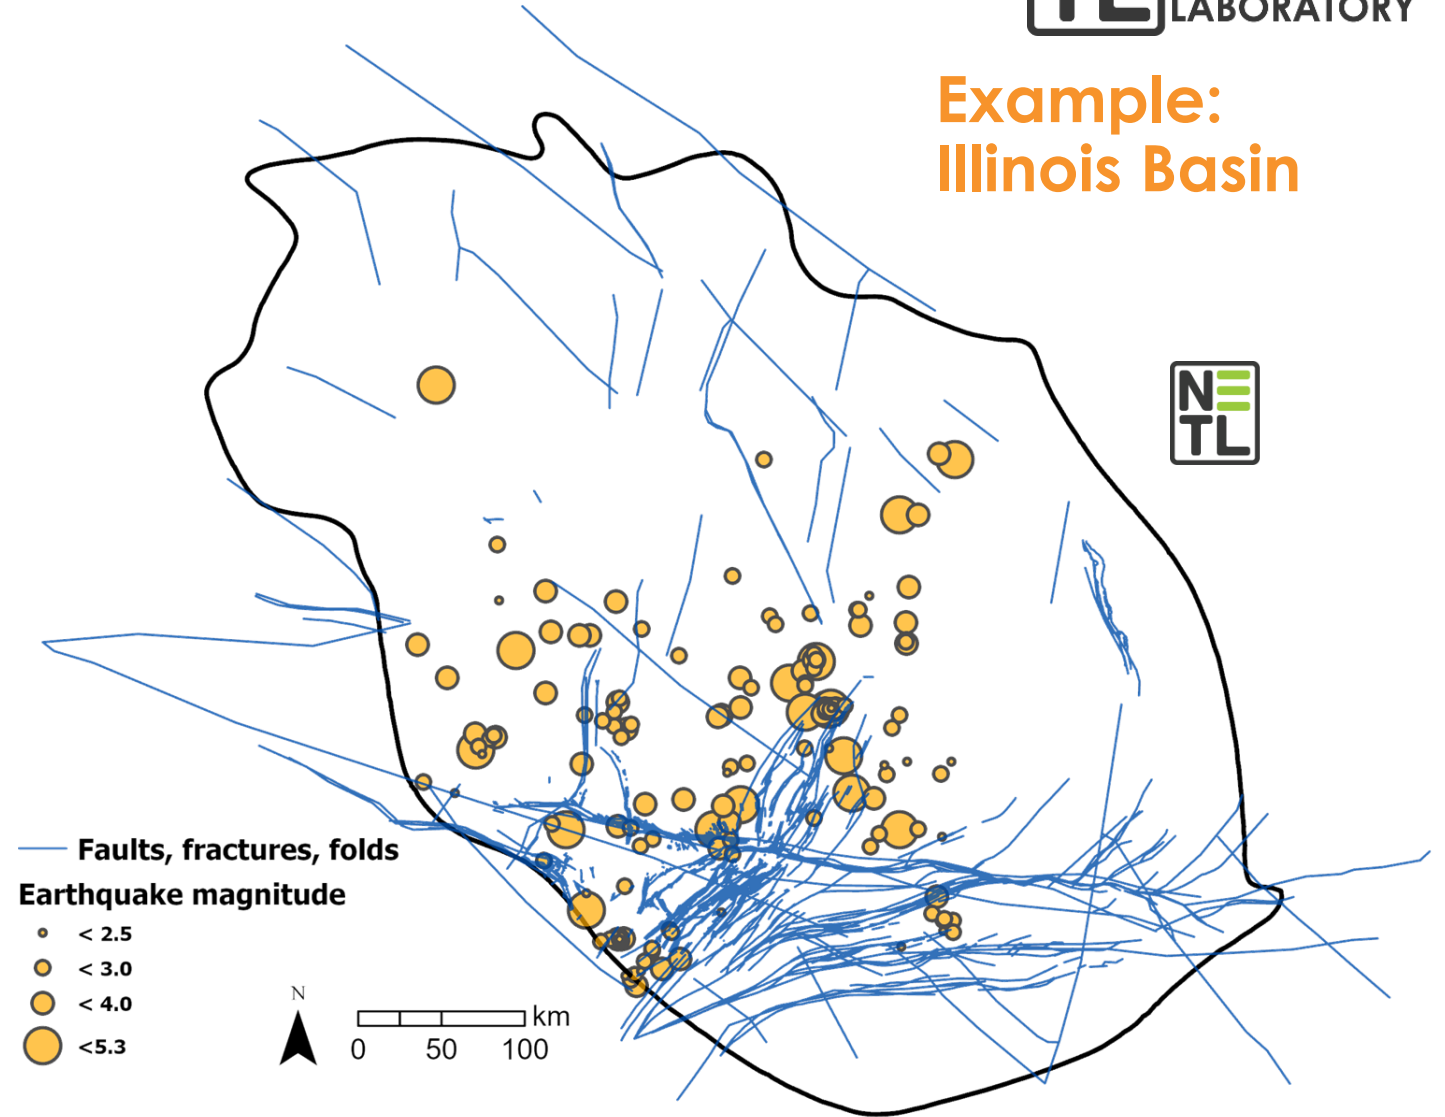 TL LABORATORY
Example:
Illinois Basin
NETL
Faults, fractures, folds
Earthquake magnitude
< 2.5
< 3.0
< 4.0
<5.3
N
km
0 50 100